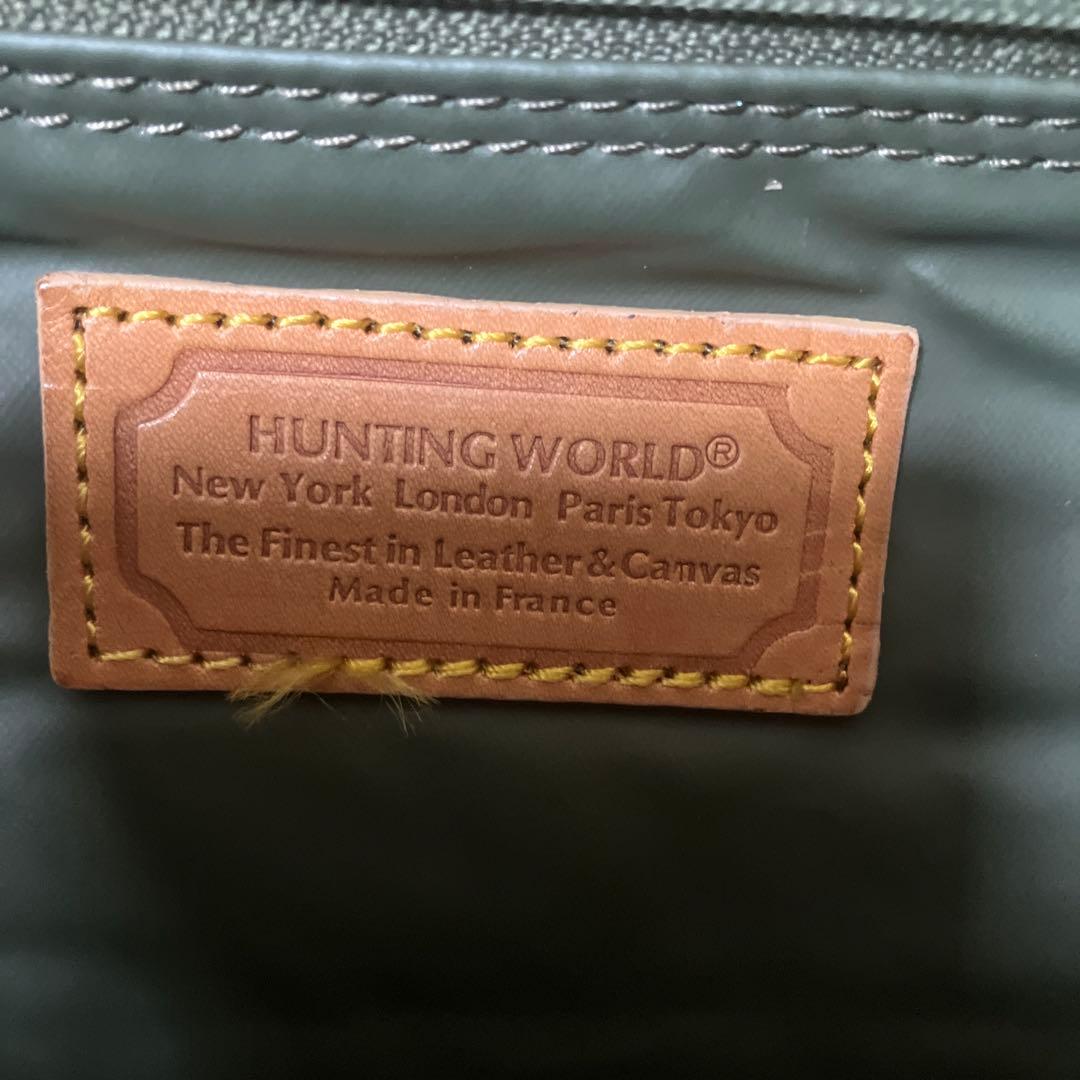 HUNTING WORLD®
New York London Paris Tokyo
The Finest in Leather & Canvas
Made in France